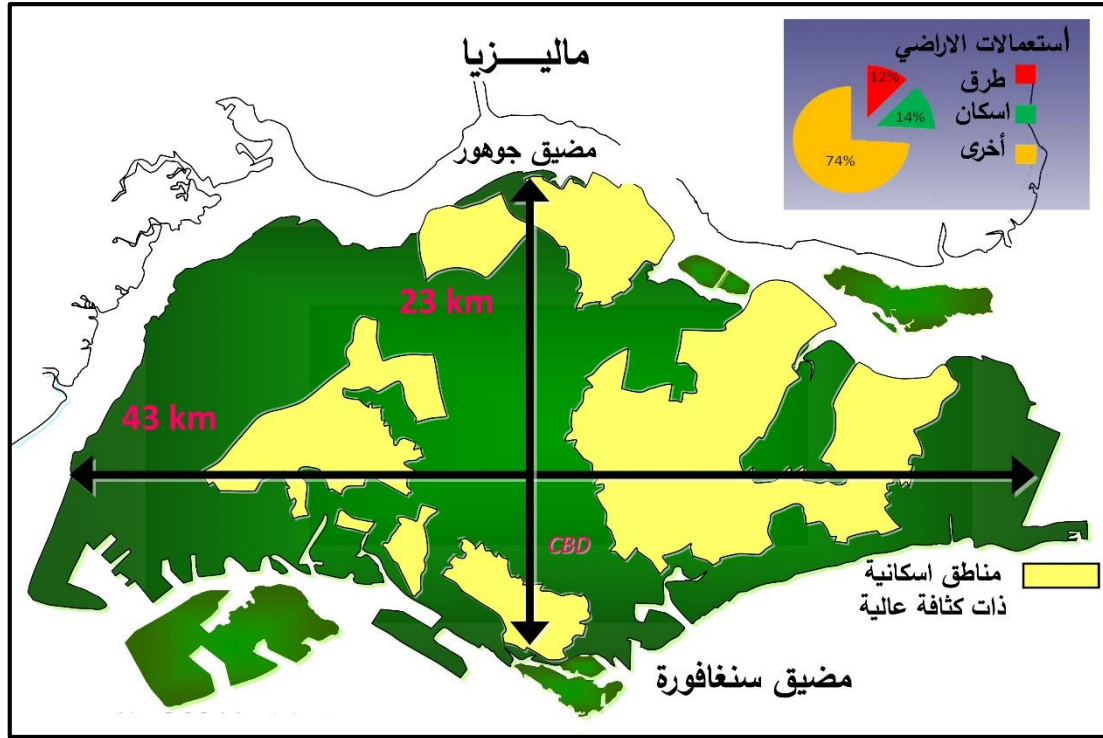 ماليـــزيا
أستعمالات الاراضي
طرق
اسكان
أخرى
12%
14%
74%
مضيق جوهور
23 km
43 km
CBD
مناطق اسكانية
ذات كثافة عالية
مضيق سنغافورة